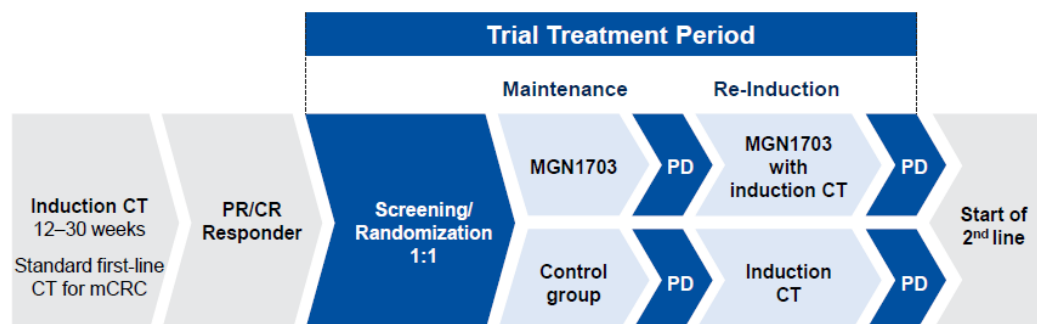 Trial Treatment Period
Maintenance
Re-Induction
Induction CT
12–30 weeks
Standard first-line
CT for mCRC
PR/CR
Responder
Screening/
Randomization
1:1
MGN1703
PD
MGN1703
with
induction CT
PD
Control
group
PD
Induction
CT
PD
Start of
2nd line